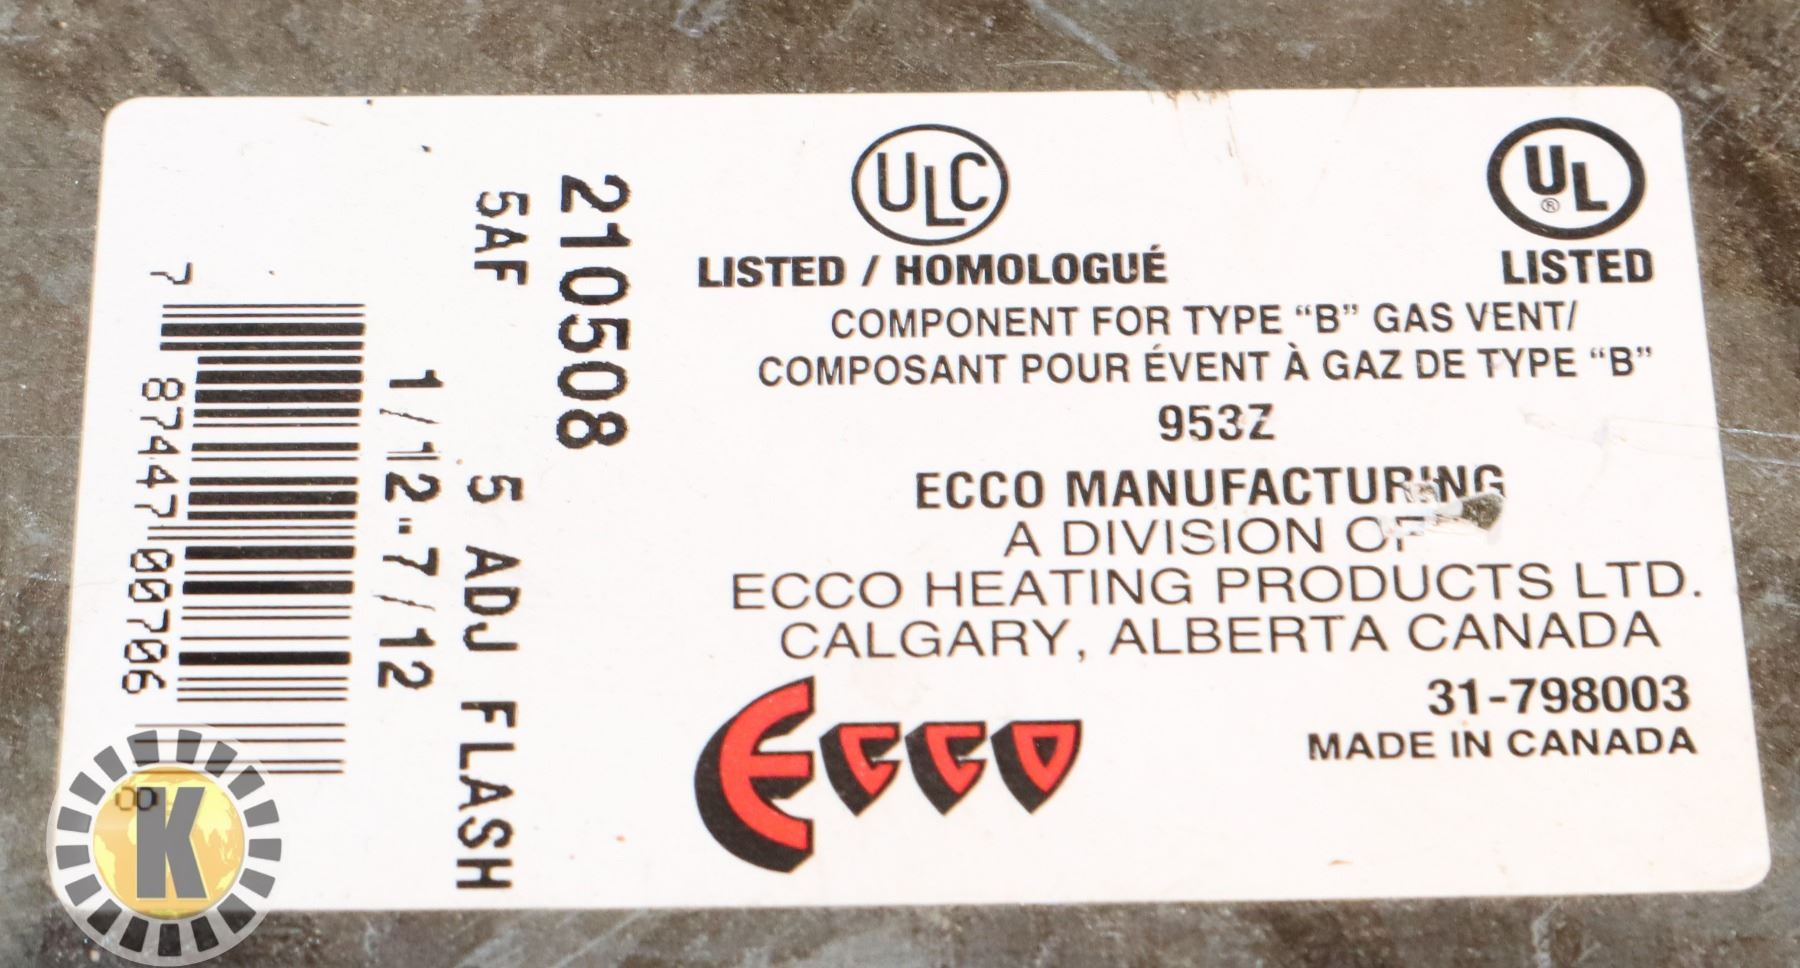 ULC
LISTED / HOMOLOGUÉ
UL
®
LISTED
COMPONENT FOR TYPE “B” GAS VENT/
COMPOSANT POUR ÉVENT À GAZ DE TYPE “B”
953Z
ECCO MANUFACTURING
A DIVISION OF
ECCO HEATING PRODUCTS LTD.
CALGARY, ALBERTA CANADA
ECCO
31-798003
MADE IN CANADA
210508
5AF
5 ADJ FLASH
1/12-7/12
7 87447 00706 8
K